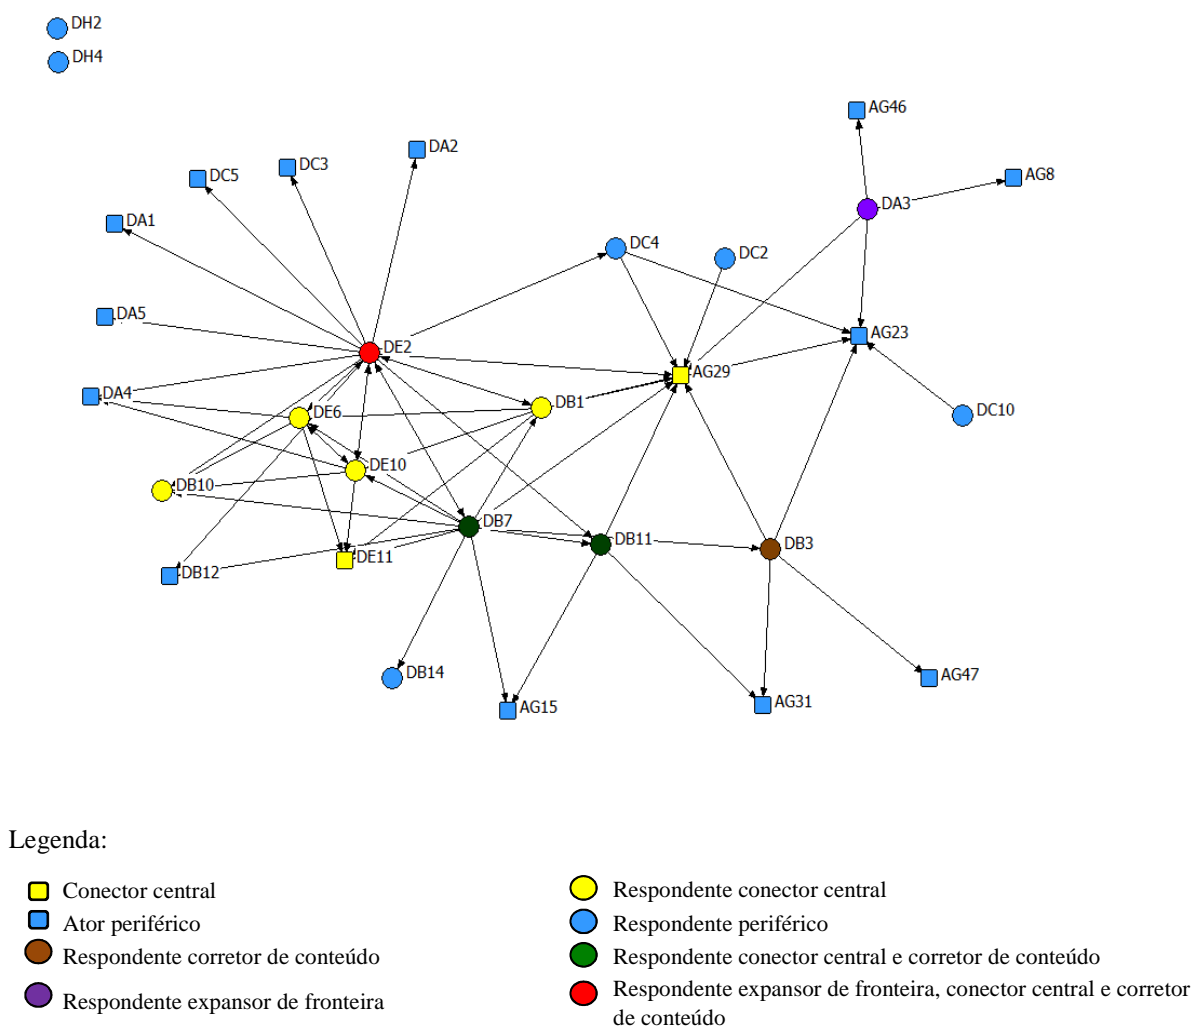 DH2
DH4
AG46
DA2
DC3
DC5
AG8
DA3
DA1
DC4
DC2
DA5
AG23
DE2
AG29
DA4
DB1
DE6
DC10
DE10
DB10
DB7
DB11
DB3
DE11
DB12
DB14
AG47
AG15
AG31
Legenda:
Conector central
Ator periférico
Respondente corretor de conteúdo
Respondente expansor de fronteira
Respondente conector central
Respondente periférico
Respondente conector central e corretor de conteúdo
Respondente expansor de fronteira, conector central e corretor
de conteúdo